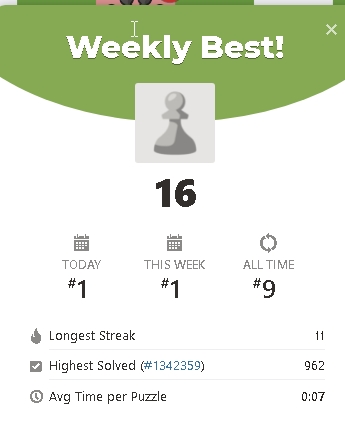 Weekly Best!
16
TODAY THIS WEEK ALL TIME
#1 #1 #9
Longest Streak 11
Highest Solved (#1342359) 962
Avg Time per Puzzle 0:07